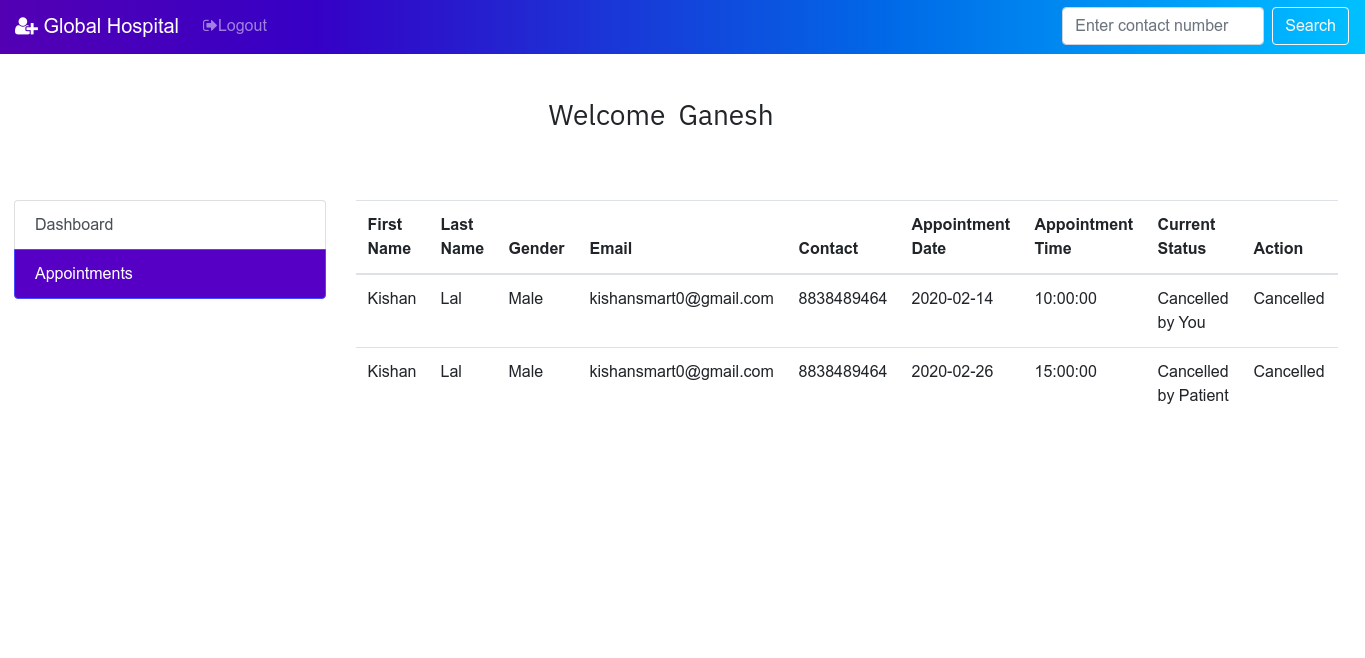 Global Hospital Logout Enter contact number Search
Welcome Ganesh
Dashboard
Appointments
First Name Last Name Gender Email Contact Appointment Date Appointment Time Current Status Action
Kishan Lal Male kishansmart0@gmail.com 8838489464 2020-02-14 10:00:00 Cancelled by You Cancelled
Kishan Lal Male kishansmart0@gmail.com 8838489464 2020-02-26 15:00:00 Cancelled by Patient Cancelled